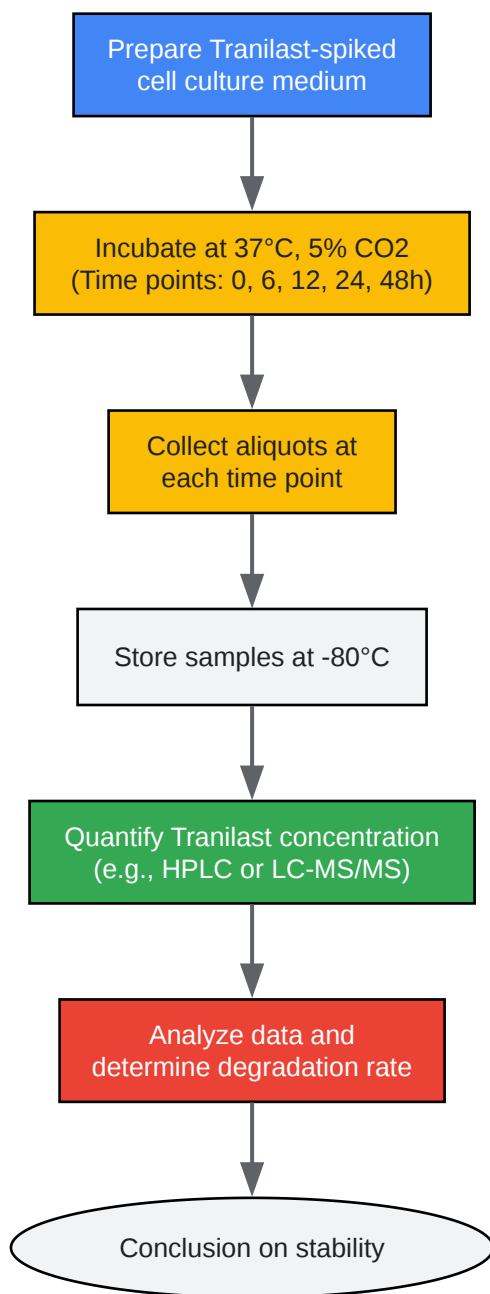 Prepare Tranilast-spiked
cell culture medium
Incubate at 37°C, 5% CO2
(Time points: 0, 6, 12, 24, 48h)
Collect aliquots at
each time point
Store samples at -80°C
Quantify Tranilast concentration
(e.g., HPLC or LC-MS/MS)
Analyze data and
determine degradation rate
Conclusion on stability